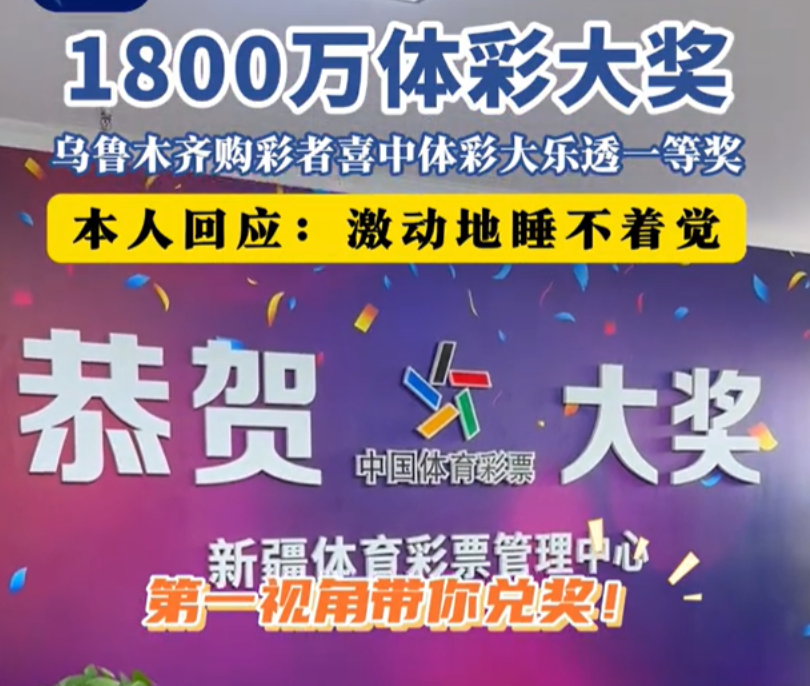 1800万体彩大奖
乌鲁木齐购彩者喜中体彩大乐透一等奖
本人回应：激动地睡不着觉
恭贺 大奖
中国体育彩票
新疆体育彩票管理中心
第一视角带你兑奖！